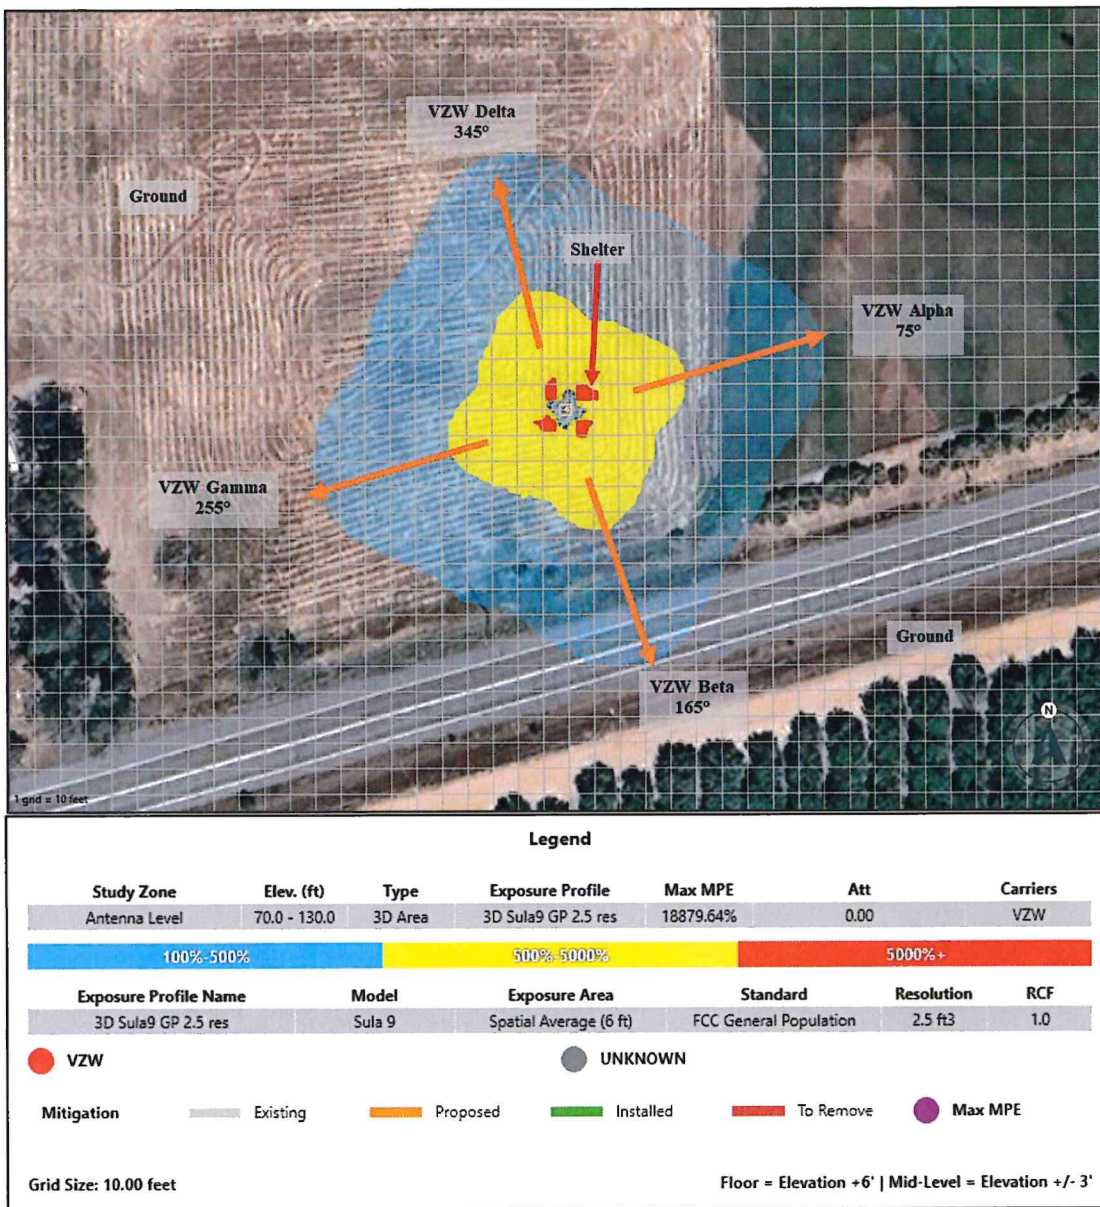 VZW Delta
345°
Ground
Shelter
VZW Alpha
75°
VZW Gamma
255°
Ground
VZW Beta
165°
N
1 grid = 10 feet
Legend
Study Zone Elev. (ft) Type Exposure Profile Max MPE Att Carriers
Antenna Level 70.0 - 130.0 3D Area 3D Sula9 GP 2.5 res 18879.64% 0.00 VZW
100%-500% 500%-5000% 5000%+
Exposure Profile Name Model Exposure Area Standard Resolution RCF
3D Sula9 GP 2.5 res Sula 9 Spatial Average (6 ft) FCC General Population 2.5 ft3 1.0
VZW UNKNOWN
Mitigation Existing Proposed Installed To Remove Max MPE
Grid Size: 10.00 feet Floor = Elevation +6' | Mid-Level = Elevation +/- 3'